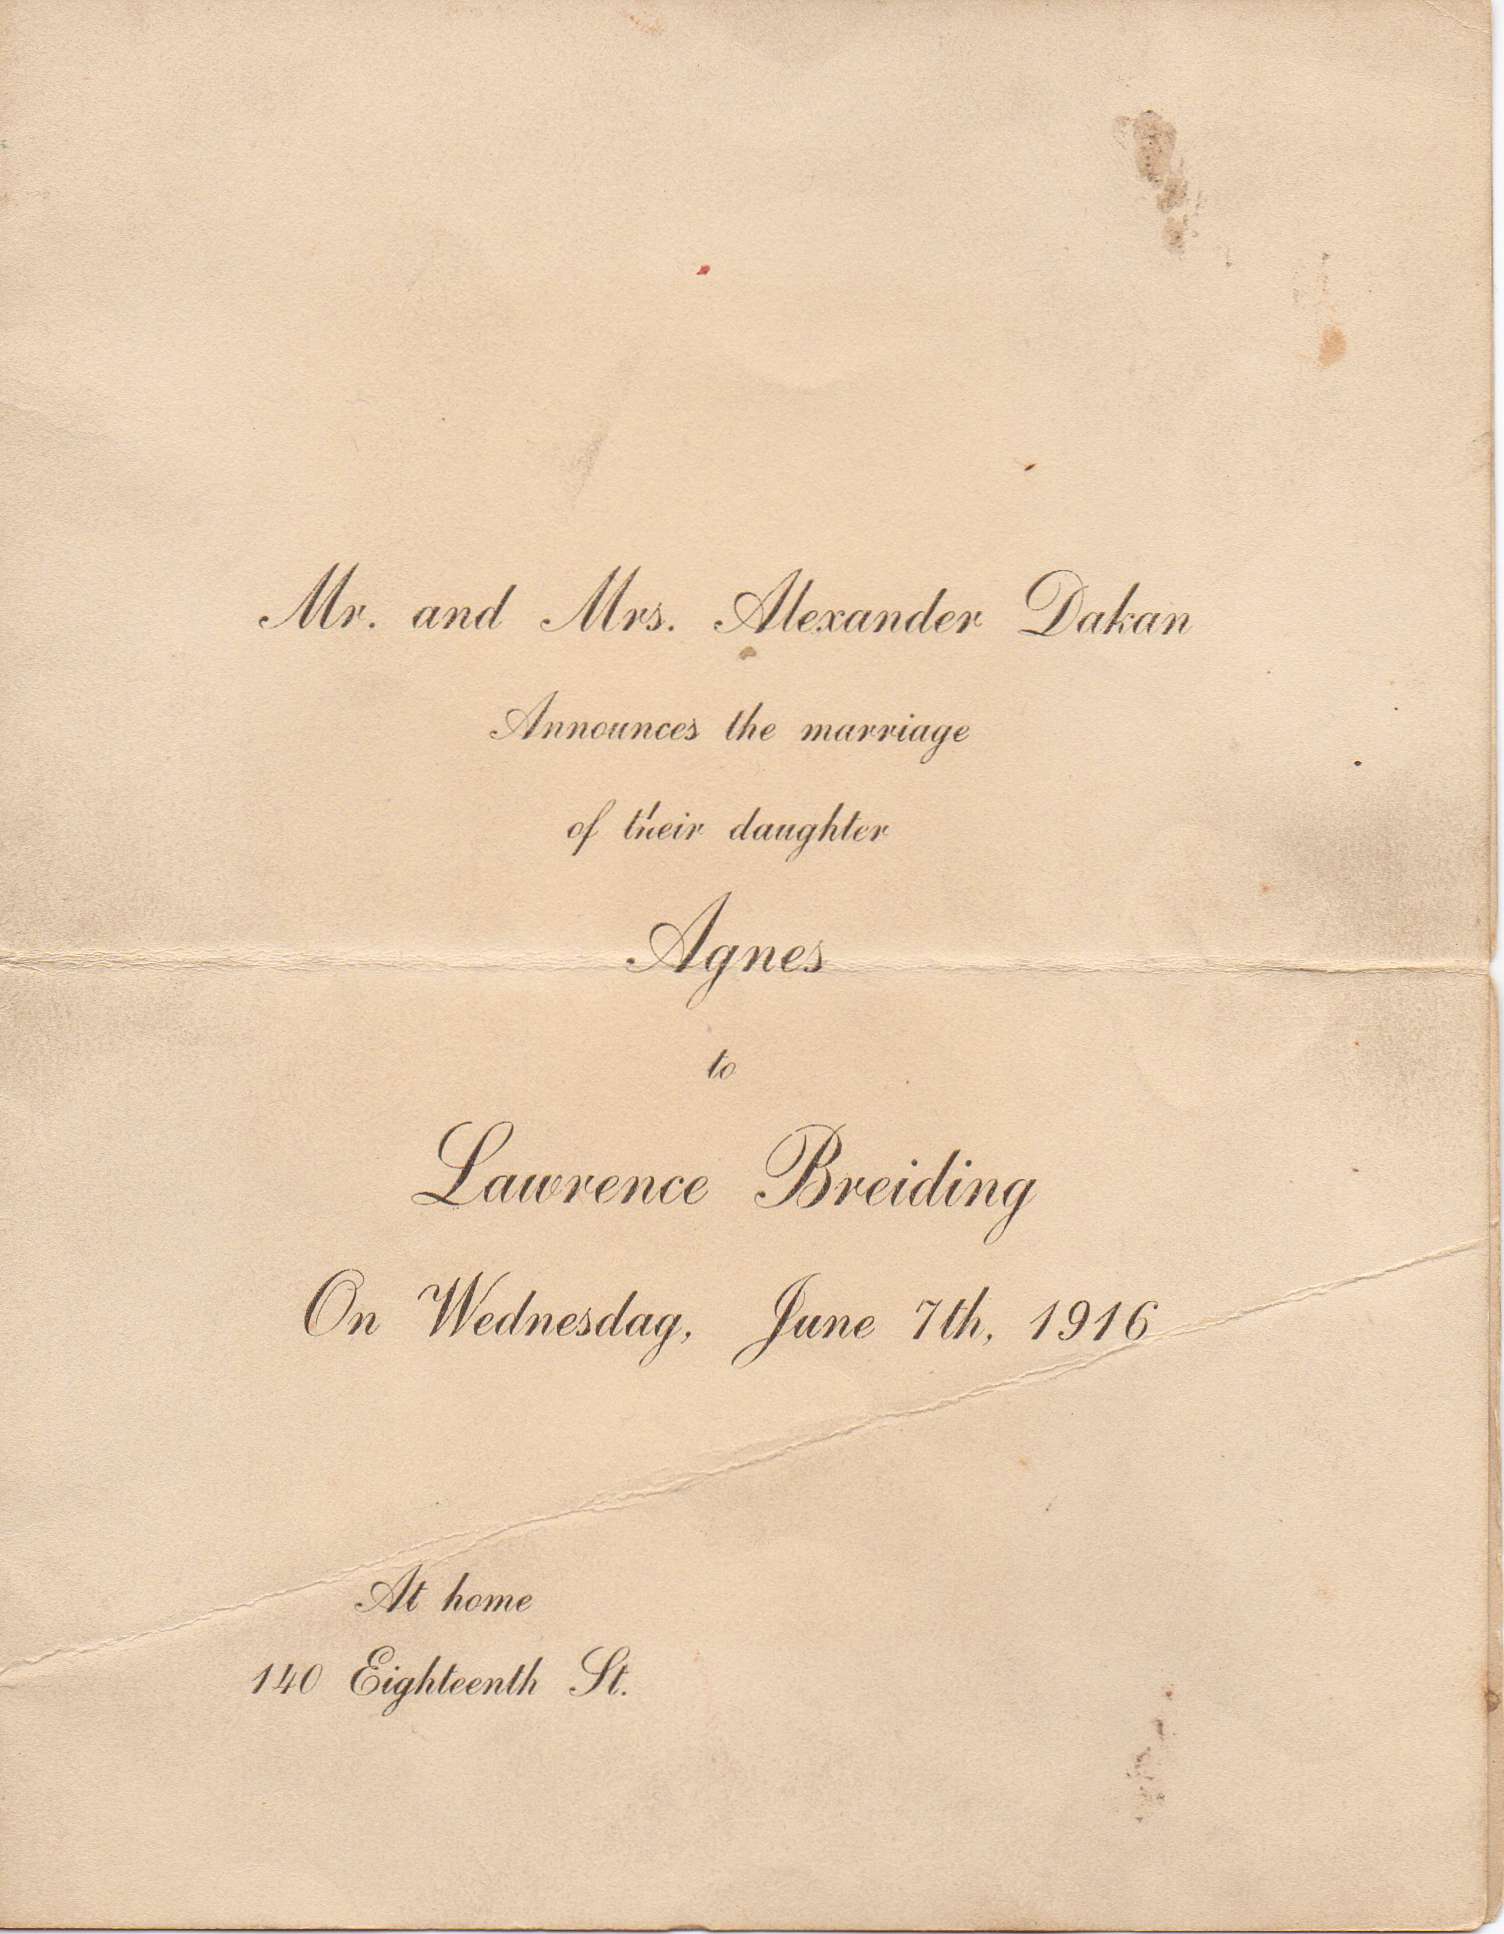 Mr. and Mrs. Alexander Dakan
Announces the marriage
of their daughter
Agnes
to
Lawrence Breiding
On Wednesday, June 7th, 1916
At home
140 Eighteenth St.